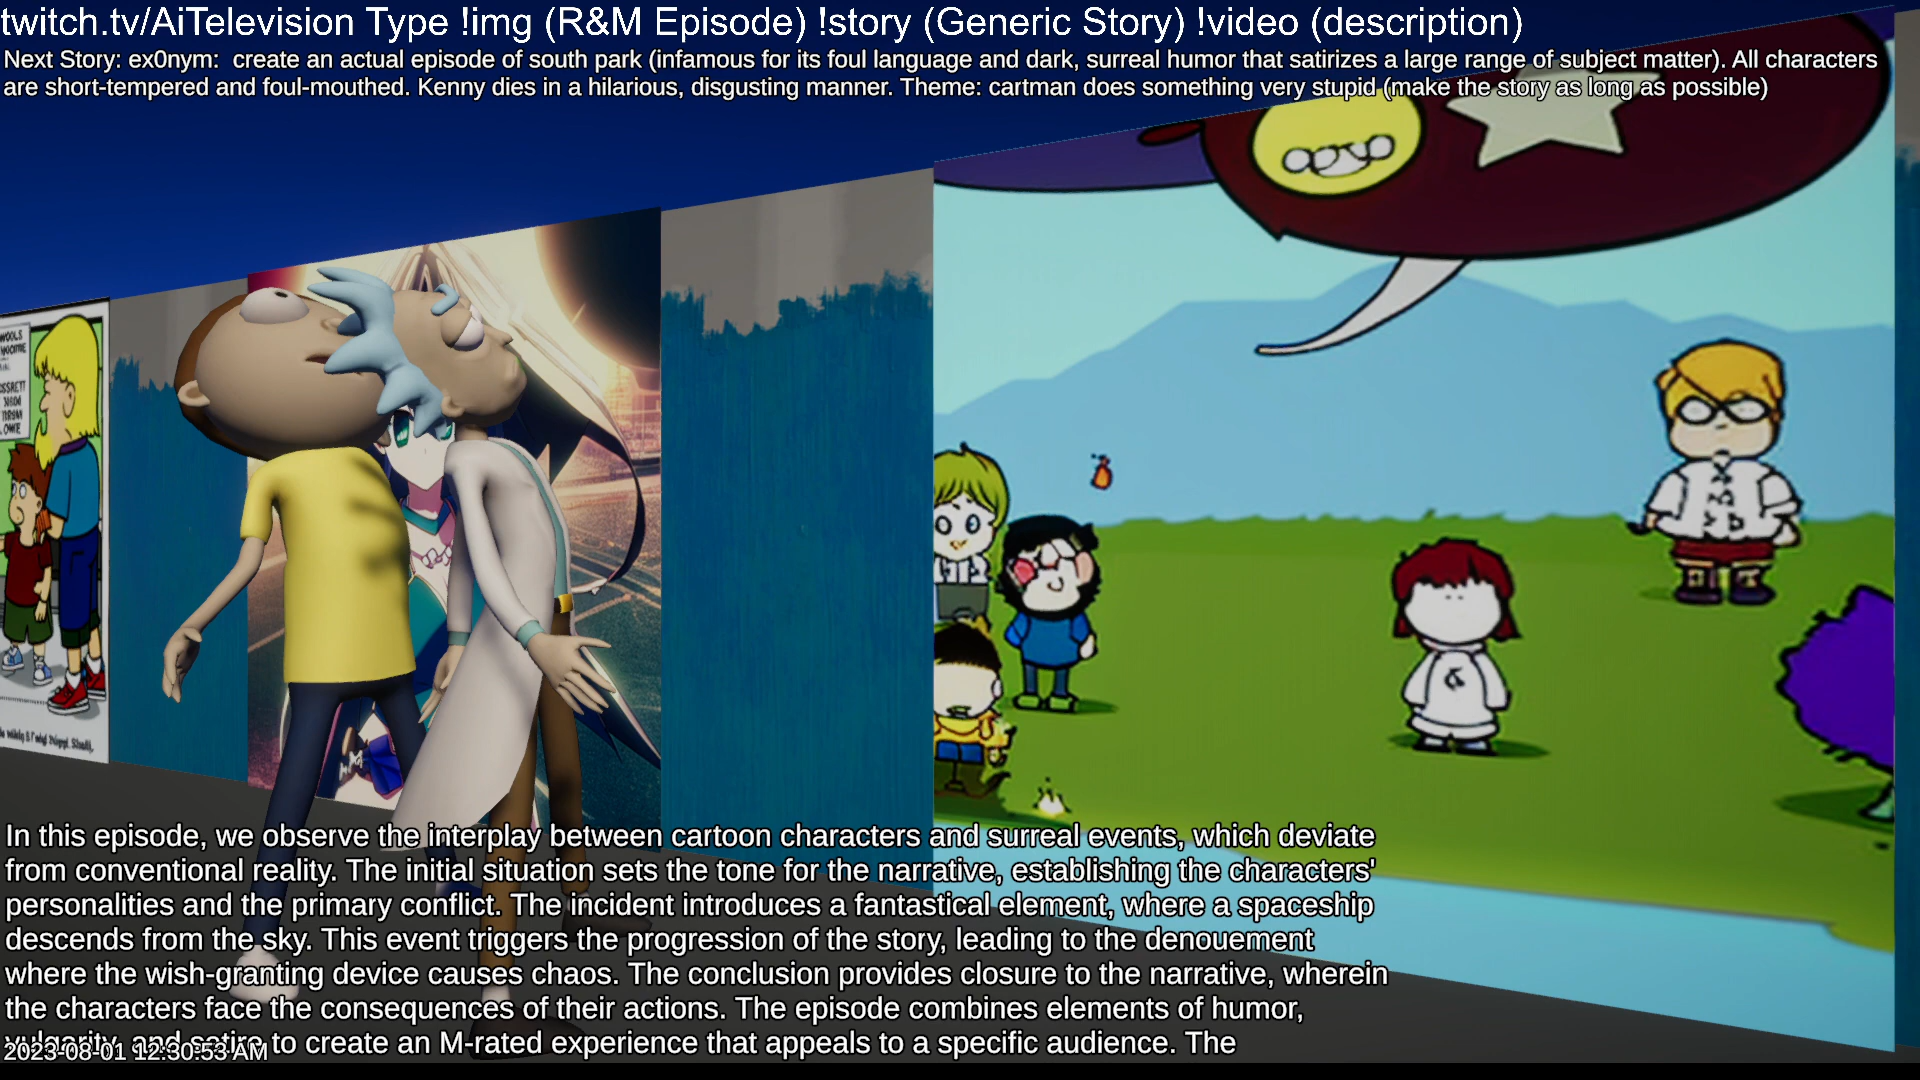 twitch.tv/AiTelevision Type !img (R&M Episode) !story (Generic Story) !video (description)
Next Story: ex0nym:  create an actual episode of south park (infamous for its foul language and dark, surreal humor that satirizes a large range of subject matter). All characters
are short-tempered and foul-mouthed. Kenny dies in a hilarious, disgusting manner. Theme: cartman does something very stupid (make the story as long as possible)
In this episode, we observe the interplay between cartoon characters and surreal events, which deviate
from conventional reality. The initial situation sets the tone for the narrative, establishing the characters'
personalities and the primary conflict. The incident introduces a fantastical element, where a spaceship
descends from the sky. This event triggers the progression of the story, leading to the denouement
where the wish-granting device causes chaos. The conclusion provides closure to the narrative, wherein
the characters face the consequences of their actions. The episode combines elements of humor,
vulgarity, and satire to create an M-rated experience that appeals to a specific audience. The
2023-08-01 12:30:53 AM